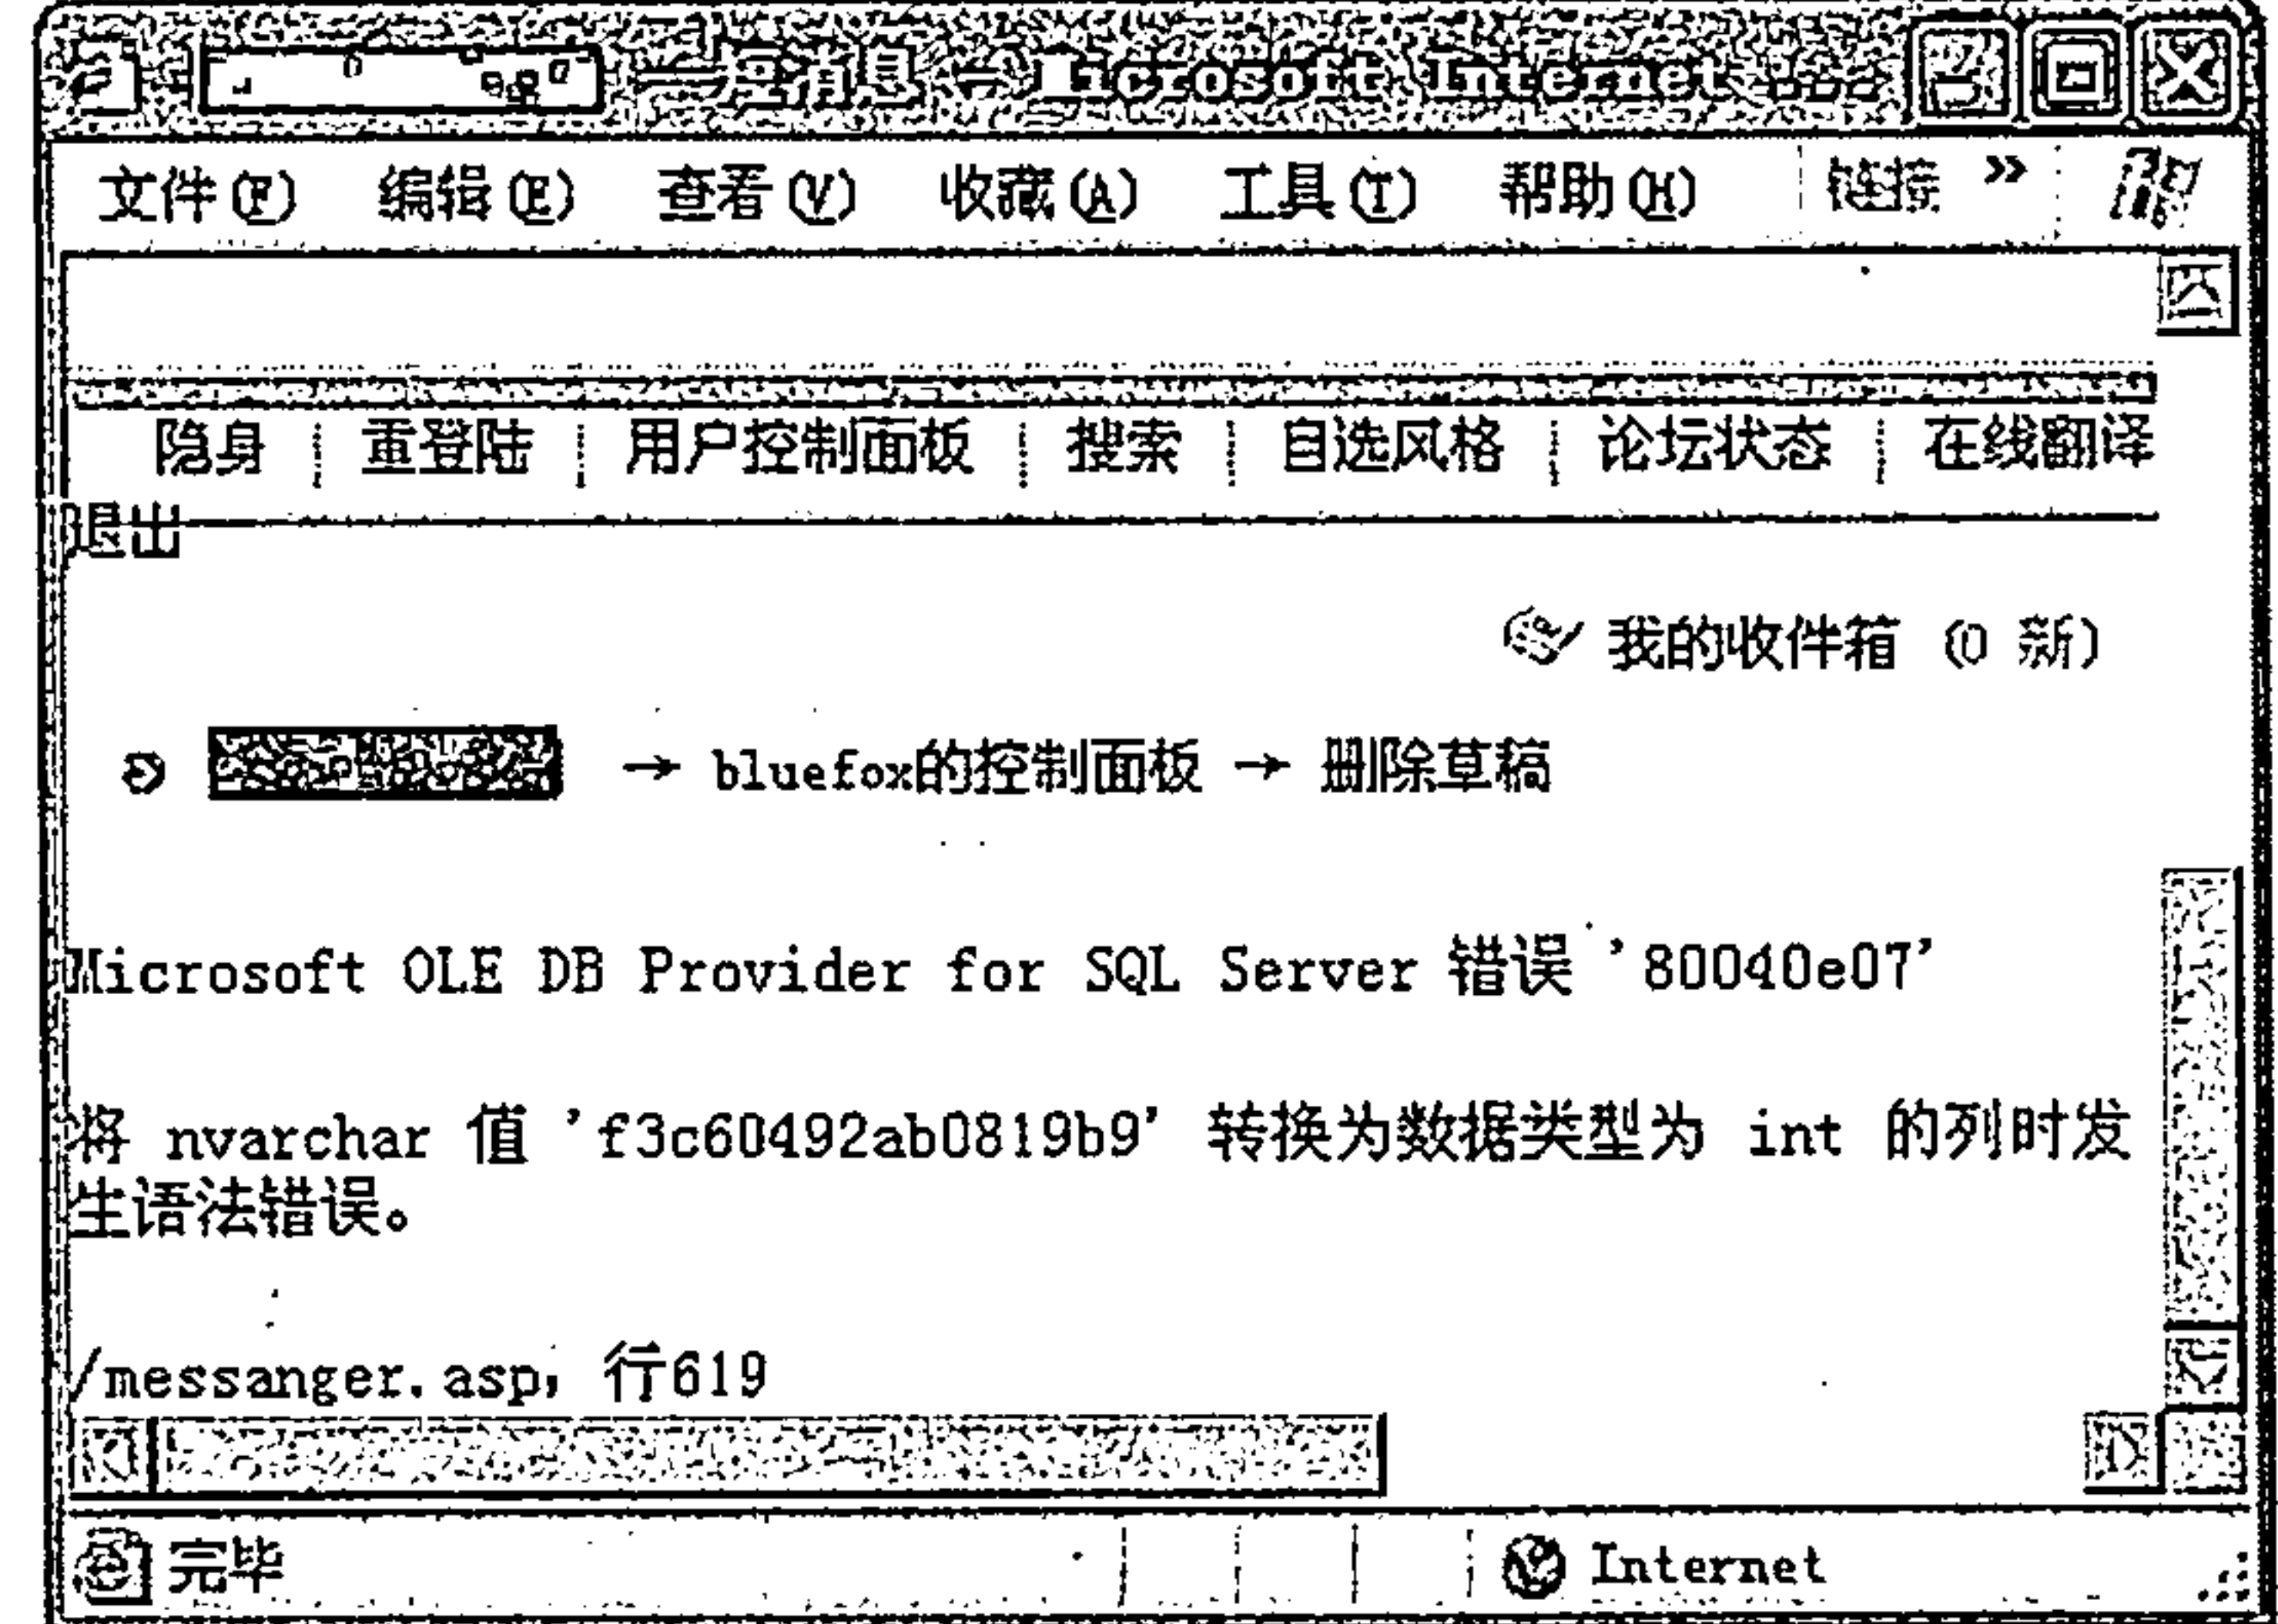 短消息 - Microsoft Internet ...
文件(F) 编辑(E) 查看(V) 收藏(A) 工具(T) 帮助(H) 链接 »
隐身 重登陆 用户控制面板 搜索 自选风格 论坛状态 在线翻译
退出
我的收件箱 (0 新)
→ bluefox的控制面板 → 删除草稿
Microsoft OLE DB Provider for SQL Server 错误 '80040e07'
将 nvarchar 值 'f3c60492ab0819b9' 转换为数据类型为 int 的列时发
生语法错误。
/messanger.asp，行619
完毕 Internet